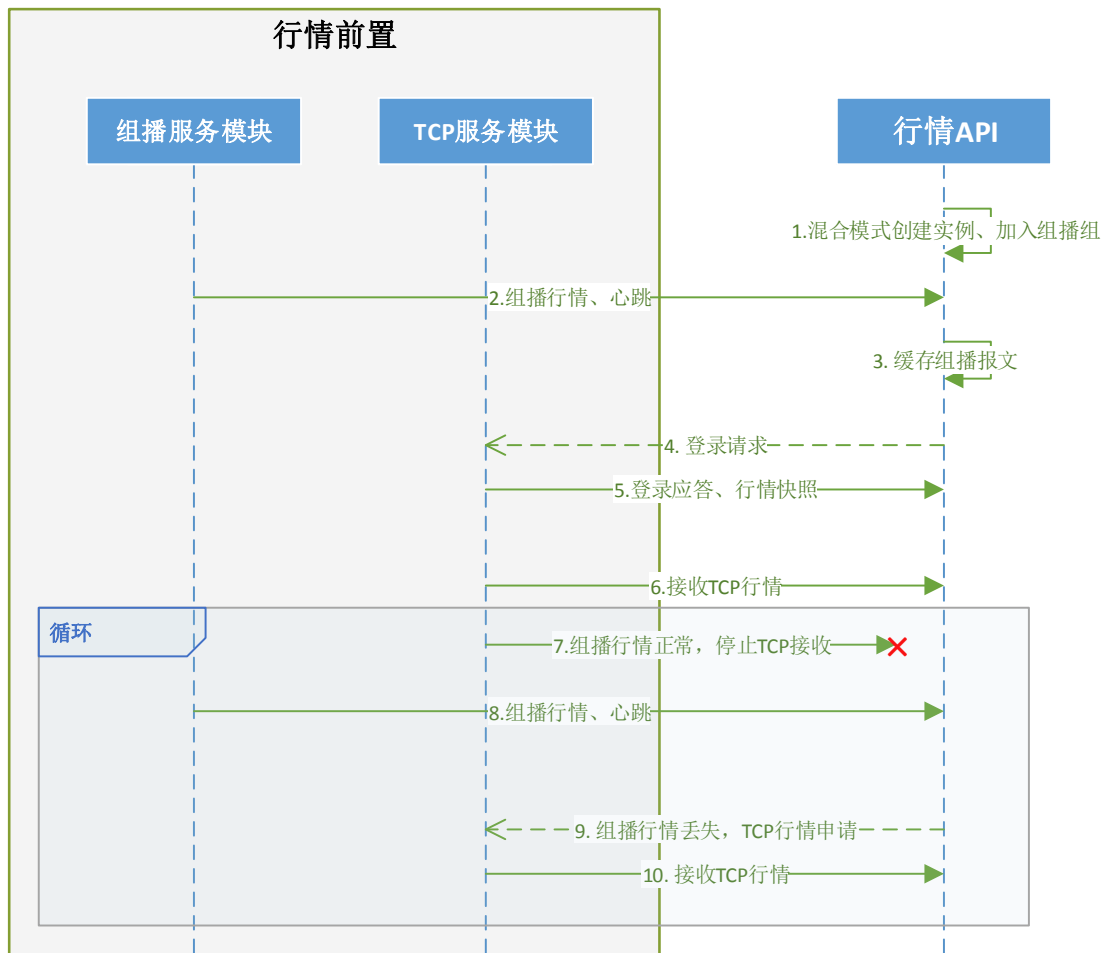 行情前置
组播服务模块
TCP服务模块
行情API
1.混合模式创建实例、加入组播组
2.组播行情、心跳
3. 缓存组播报文
4. 登录请求
5.登录应答、行情快照
6.接收TCP行情
循环
7.组播行情正常，停止TCP接收
8.组播行情、心跳
9. 组播行情丢失，TCP行情申请
10. 接收TCP行情